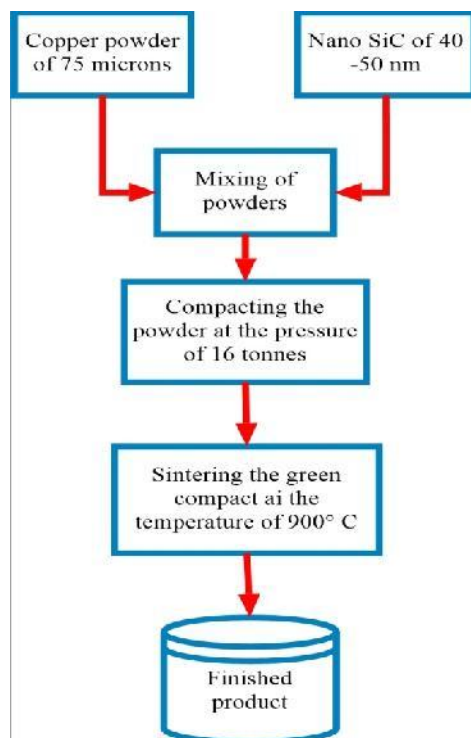 Copper powder
of 75 microns
Nano SiC of 40
-50 nm
Mixing of
powders
Compacting the
powder at the pressure
of 16 tonnes
Sintering the green
compact ai the
temperature of 900° C
Finished
product